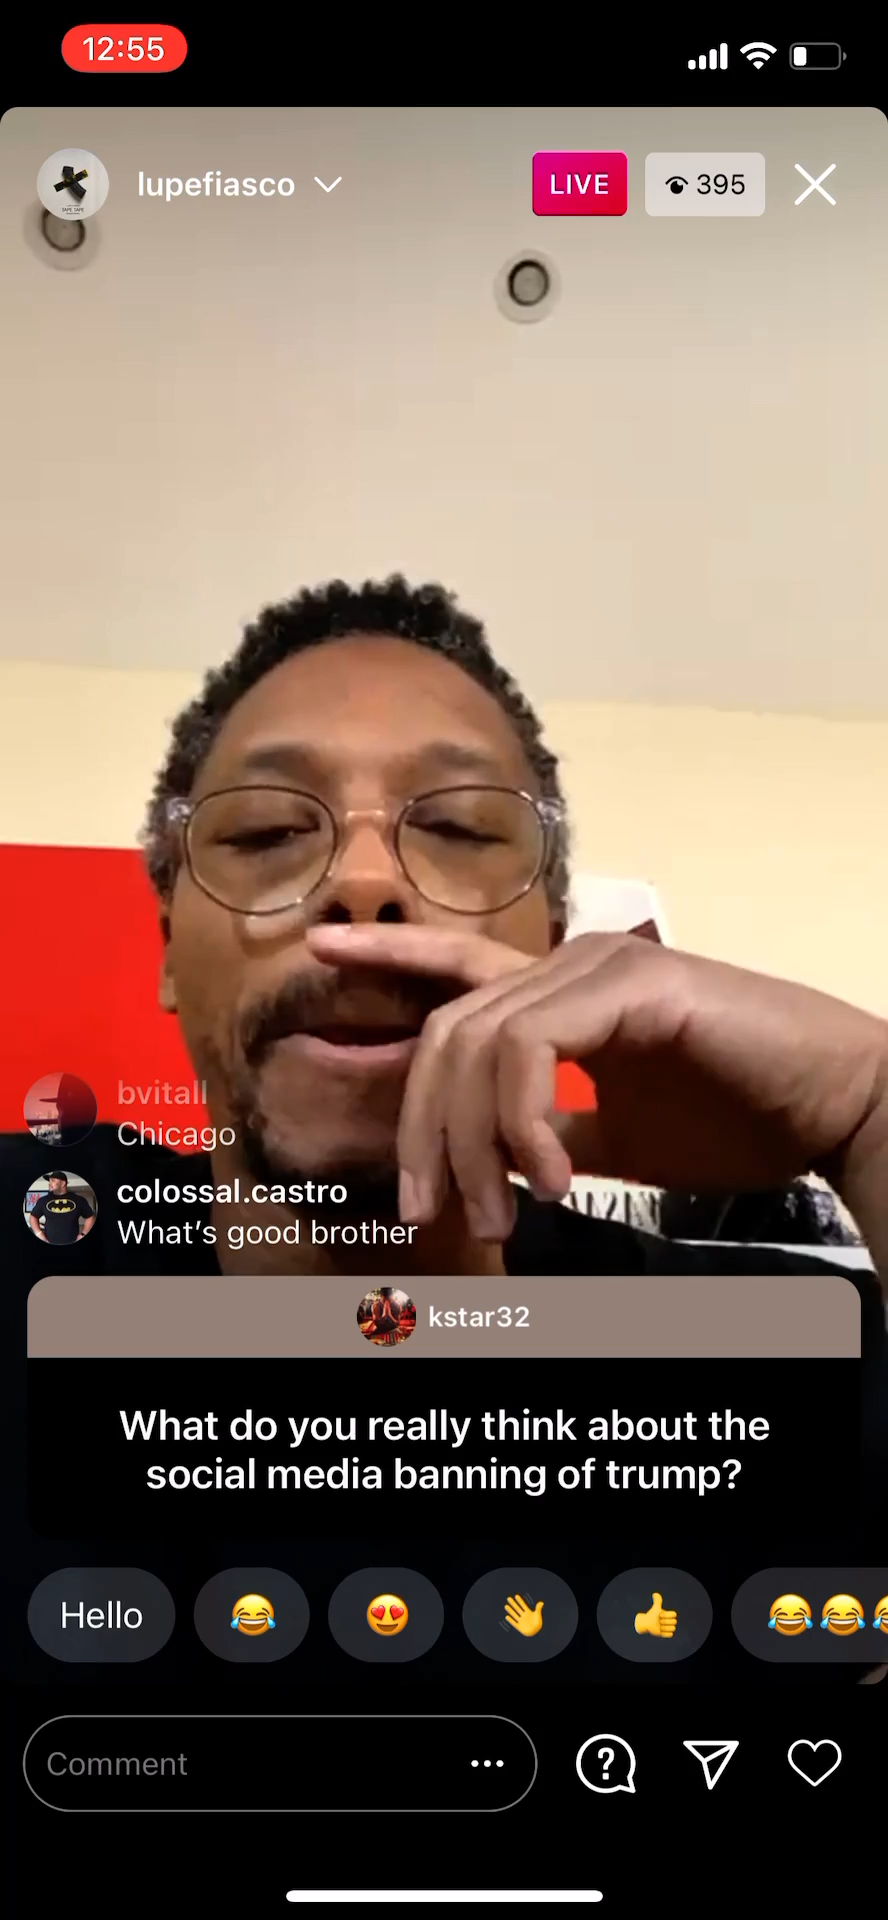 12:55
lupefiasco
LIVE
395
bvitall
Chicago
colossal.castro
What’s good brother
kstar32
What do you really think about the
social media banning of trump?
Hello
Comment